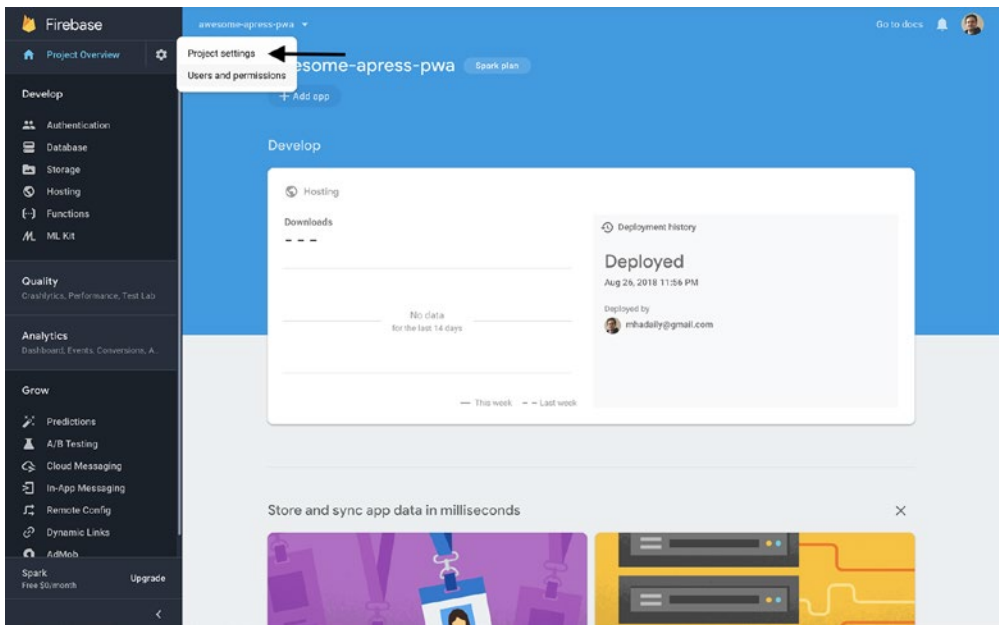 Firebase
awesome-apress-pwa
Go to docs
Project Overview
Project settings
Users and permissions
esome-apress-pwa
Spark plan
+ Add app
Develop
Authentication
Database
Storage
Hosting
Functions
ML Kit
Quality
Crashlytics, Performance, Test Lab
Analytics
Dashboard, Events, Conversions, A..
Grow
Predictions
A/B Testing
Cloud Messaging
In-App Messaging
Remote Config
Dynamic Links
AdMob
Spark
Free $0/month
Upgrade
Develop
Hosting
Downloads
---
No data
for the last 14 days
This week
Last week
Deployment history
Deployed
Aug 26, 2018 11:56 PM
Deployed by
mhadaily@gmail.com
Store and sync app data in milliseconds